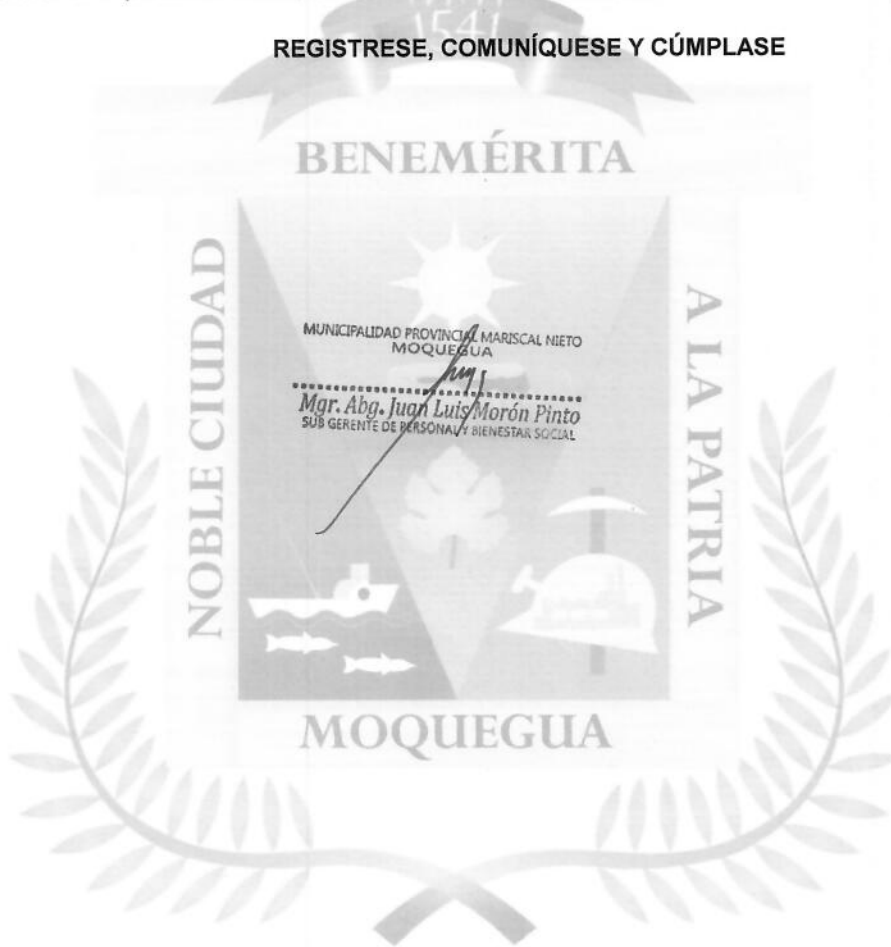 1541
REGISTRESE, COMUNÍQUESE Y CÚMPLASE
BENEMÉRITA
NOBLE CIUDAD
A LA PATRIA
MUNICIPALIDAD PROVINCIAL MARISCAL NIETO
MOQUEGUA
Mgr. Abg. Juan Luis Morón Pinto
SUB GERENTE DE PERSONAL Y BIENESTAR SOCIAL
MOQUEGUA